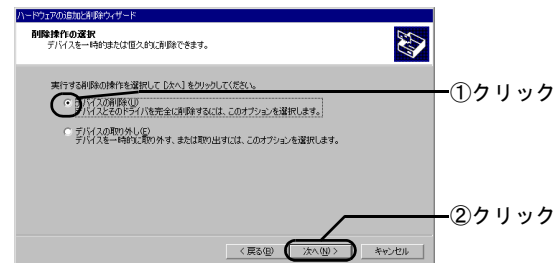 ハードウェアの追加と削除ウィザード
削除操作の選択
デバイスを一時的または恒久的に削除できます。
実行する削除の操作を選択して [次へ] をクリックしてください。
デバイスの削除(U)
デバイスとそのドライバを完全に削除するには、このオプションを選択します。
①クリック
デバイスの取り外し(E)
デバイスを一時的に取り外す、または取り出すには、このオプションを選択します。
②クリック
< 戻る(B)
次へ(N) >
キャンセル